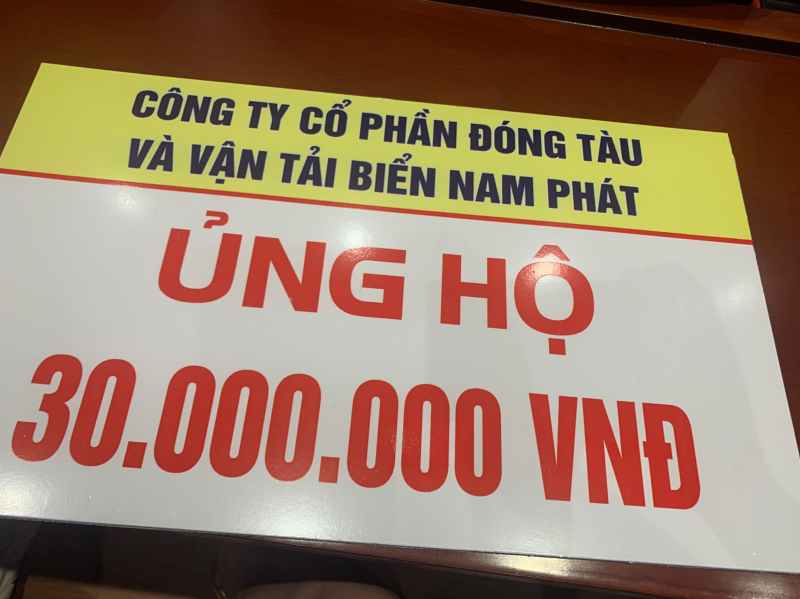 CÔNG TY CỔ PHẦN ĐÓNG TÀU
VÀ VẬN TẢI BIỂN NAM PHÁT
ỦNG HỘ
30.000.000 VNĐ